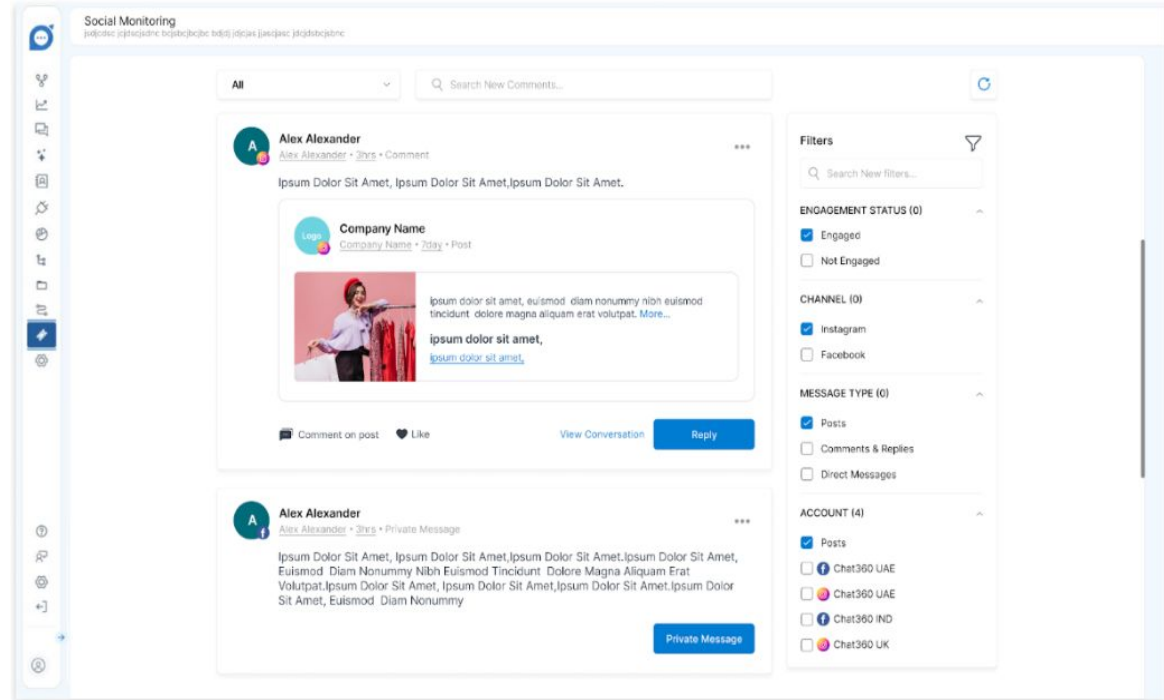 Social Monitoring
All
Search New Comments...
A
Alex Alexander
Alex Alexander • 3hrs • Comment
Ipsum Dolor Sit Amet, Ipsum Dolor Sit Amet,Ipsum Dolor Sit Amet.
Logo
Company Name
Company Name • 7day • Post
ipsum dolor sit amet, euismod diam nonummy nibh euismod
tincidunt dolore magna aliquam erat volutpat. More...
ipsum dolor sit amet,
ipsum dolor sit amet,
Comment on post
Like
View Conversation
Reply
A
Alex Alexander
Alex Alexander • 3hrs • Private Message
Ipsum Dolor Sit Amet, Ipsum Dolor Sit Amet,Ipsum Dolor Sit Amet.Ipsum Dolor Sit Amet,
Euismod Diam Nonummy Nibh Euismod Tincidunt Dolore Magna Aliquam Erat
Volutpat.Ipsum Dolor Sit Amet, Ipsum Dolor Sit Amet,Ipsum Dolor Sit Amet.Ipsum Dolor
Sit Amet, Euismod Diam Nonummy
Private Message
Filters
Search New filters...
ENGAGEMENT STATUS (0)
Engaged
Not Engaged
CHANNEL (0)
Instagram
Facebook
MESSAGE TYPE (0)
Posts
Comments & Replies
Direct Messages
ACCOUNT (4)
Posts
Chat360 UAE
Chat360 UAE
Chat360 IND
Chat360 UK